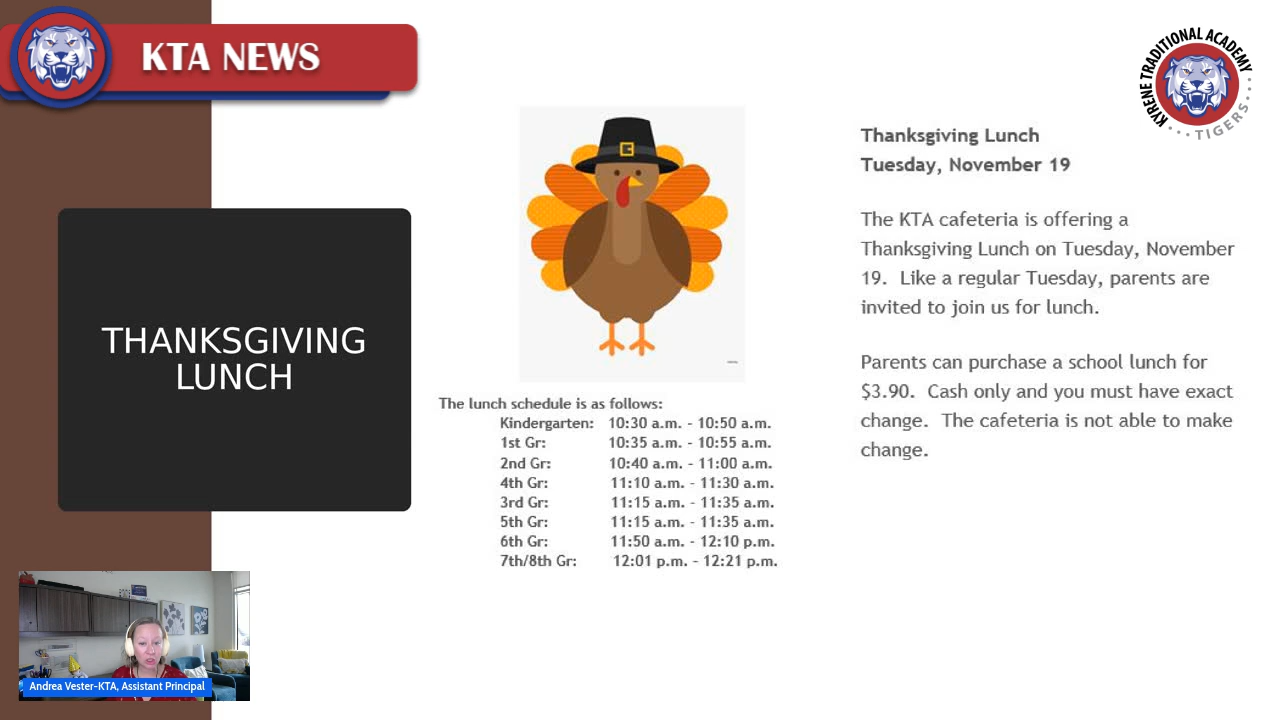 KTA NEWS
KYRENE TRADITIONAL ACADEMY
TIGERS
THANKSGIVING
LUNCH
The lunch schedule is as follows:
Kindergarten: 10:30 a.m. - 10:50 a.m.
1st Gr: 10:35 a.m. - 10:55 a.m.
2nd Gr: 10:40 a.m. - 11:00 a.m.
4th Gr: 11:10 a.m. - 11:30 a.m.
3rd Gr: 11:15 a.m. - 11:35 a.m.
5th Gr: 11:15 a.m. - 11:35 a.m.
6th Gr: 11:50 a.m. - 12:10 p.m.
7th/8th Gr: 12:01 p.m. – 12:21 p.m.
Thanksgiving Lunch
Tuesday, November 19
The KTA cafeteria is offering a
Thanksgiving Lunch on Tuesday, November
19. Like a regular Tuesday, parents are
invited to join us for lunch.
Parents can purchase a school lunch for
$3.90. Cash only and you must have exact
change. The cafeteria is not able to make
change.
Andrea Vester-KTA, Assistant Principal